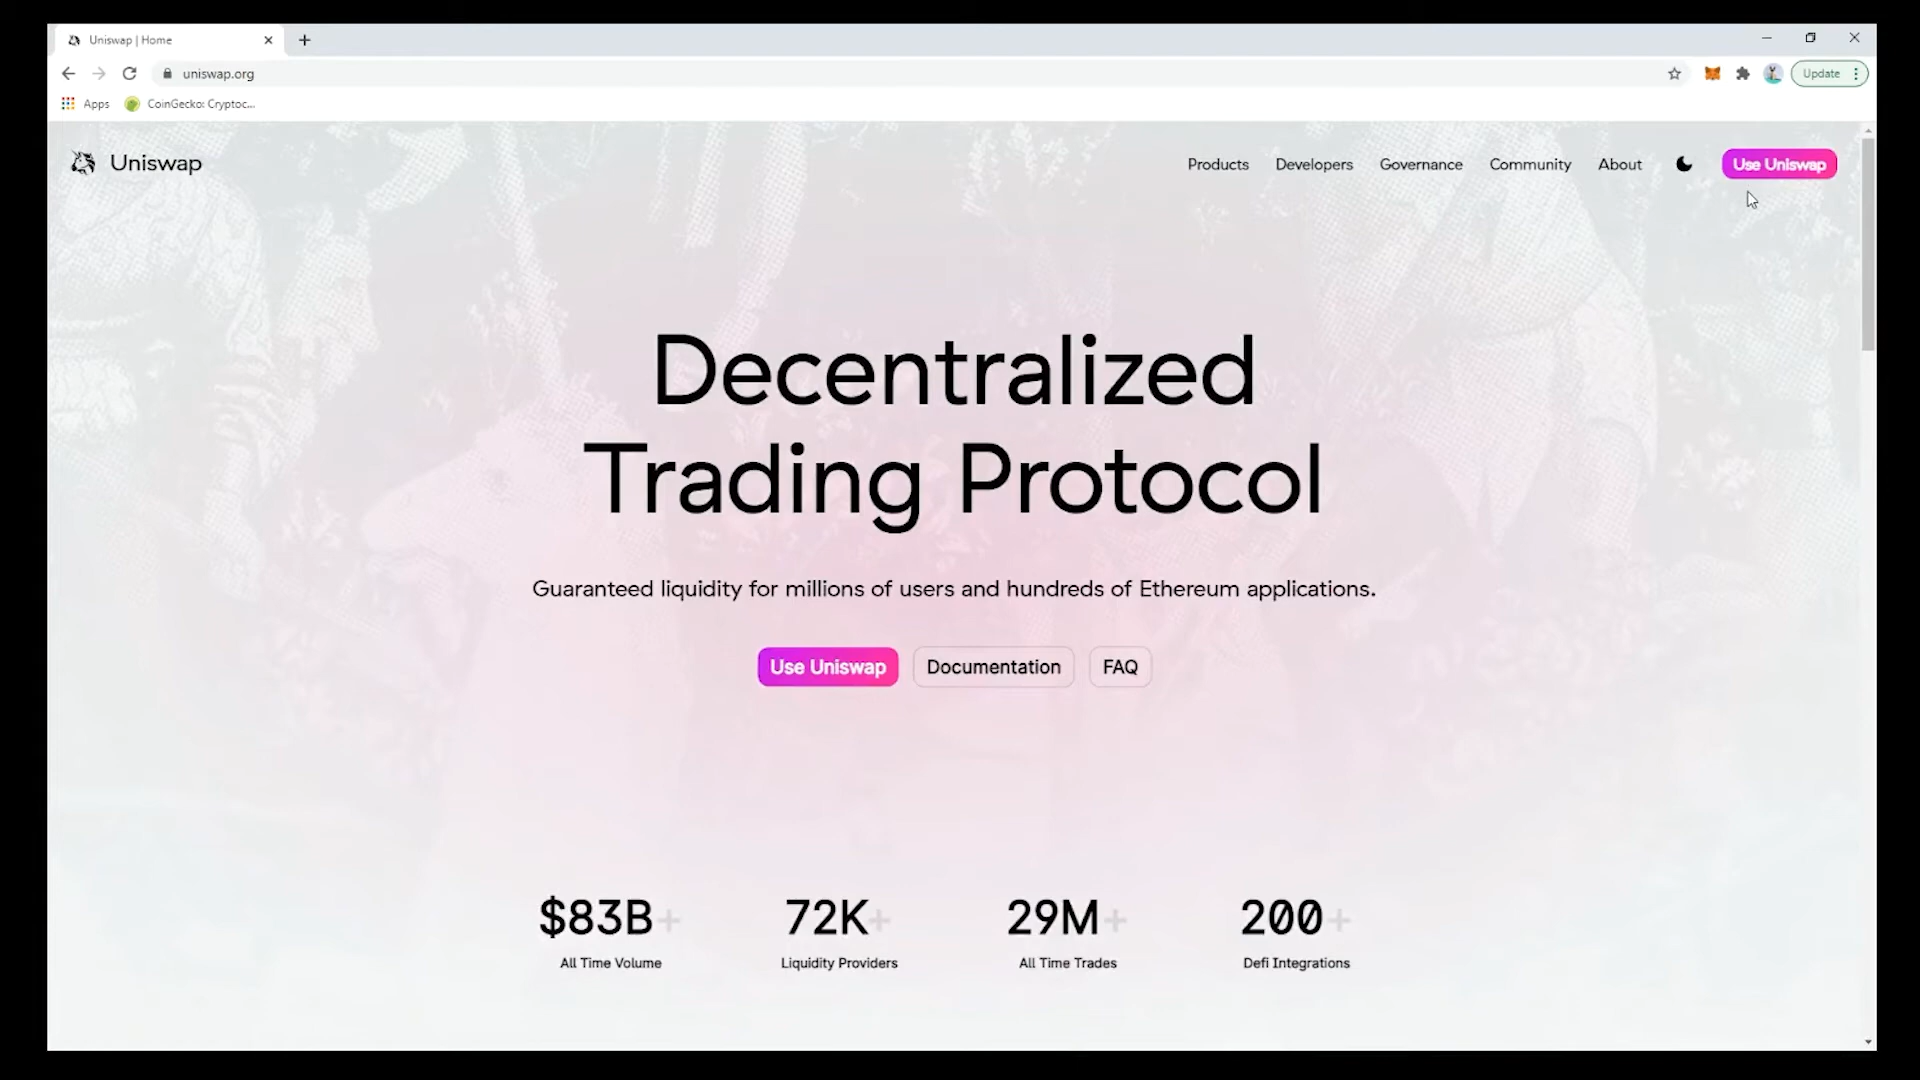 Uniswap | Home
uniswap.org
Update
Apps
CoinGecko: Cryptoc...
Uniswap
Products
Developers
Governance
Community
About
Use Uniswap
Decentralized
Trading Protocol
Guaranteed liquidity for millions of users and hundreds of Ethereum applications.
Use Uniswap
Documentation
FAQ
$83B+
72K+
29M+
200+
All Time Volume
Liquidity Providers
All Time Trades
Defi Integrations